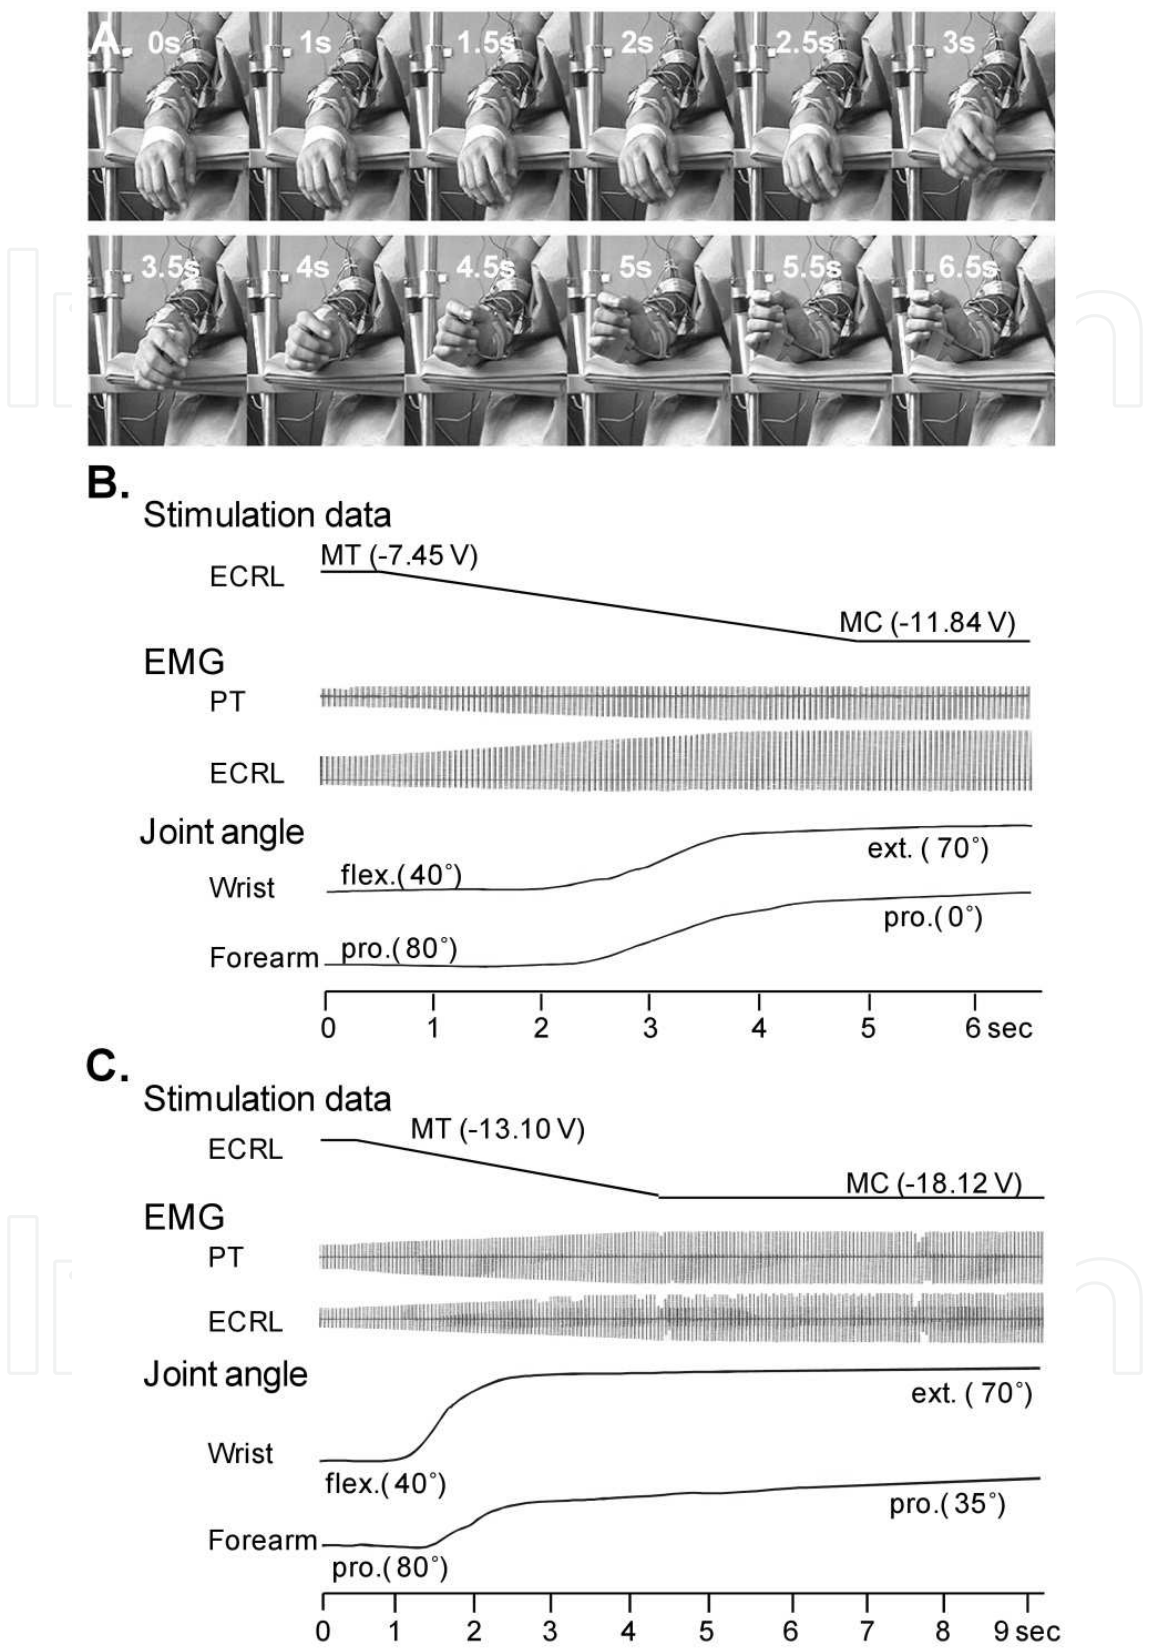 A. 0s 1s 1.5s 2s 2.5s 3s
3.5s 4s 4.5s 5s 5.5s 6.5s
B.
Stimulation data
MT (-7.45 V)
ECRL
MC (-11.84 V)
EMG
PT
ECRL
Joint angle
ext. ( 70°)
flex.( 40°)
Wrist
pro.( 0°)
pro.( 80°)
Forearm
0 1 2 3 4 5 6 sec
C.
Stimulation data
MT (-13.10 V)
ECRL
MC (-18.12 V)
EMG
PT
ECRL
Joint angle
ext. ( 70°)
Wrist
flex.( 40°)
pro.( 35°)
Forearm
pro.( 80°)
0 1 2 3 4 5 6 7 8 9 sec